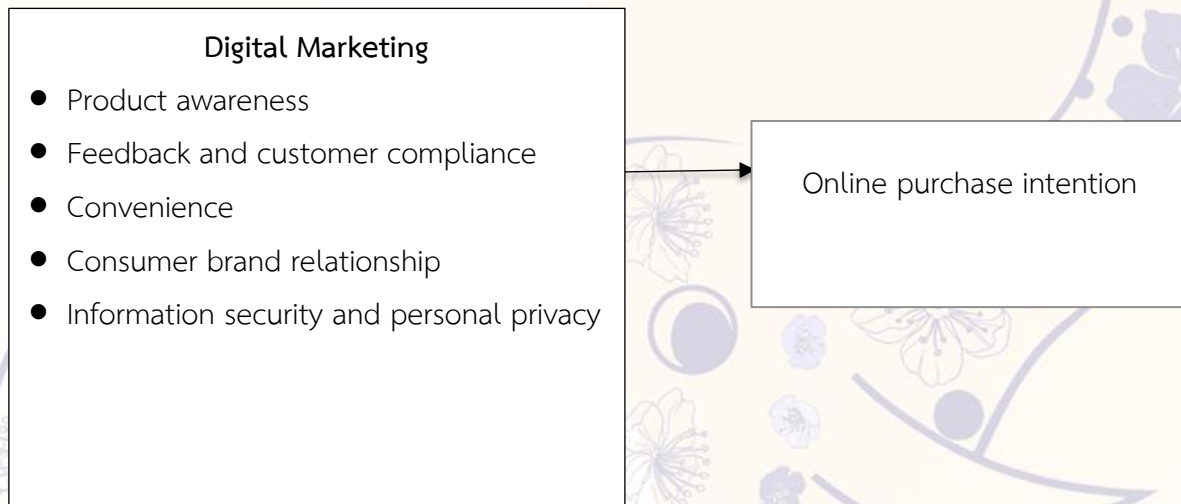 Digital Marketing
● Product awareness
● Feedback and customer compliance
● Convenience
● Consumer brand relationship
● Information security and personal privacy
Online purchase intention